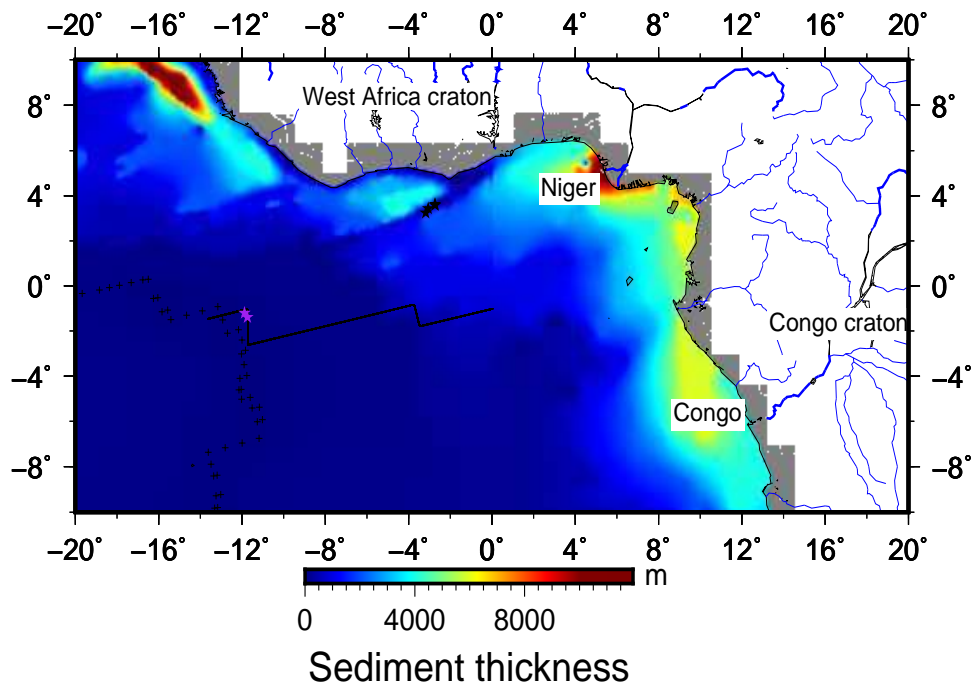 −20˚ −16˚ −12˚ −8˚ −4˚ 0˚ 4˚ 8˚ 12˚ 16˚ 20˚
8˚ 8˚
West Africa craton
4˚ 4˚
Niger
0˚ 0˚
Congo craton
−4˚ −4˚
Congo
−8˚ −8˚
−20˚ −16˚ −12˚ −8˚ −4˚ 0˚ 4˚ 8˚ 12˚ 16˚ 20˚
m
0 4000 8000
Sediment thickness